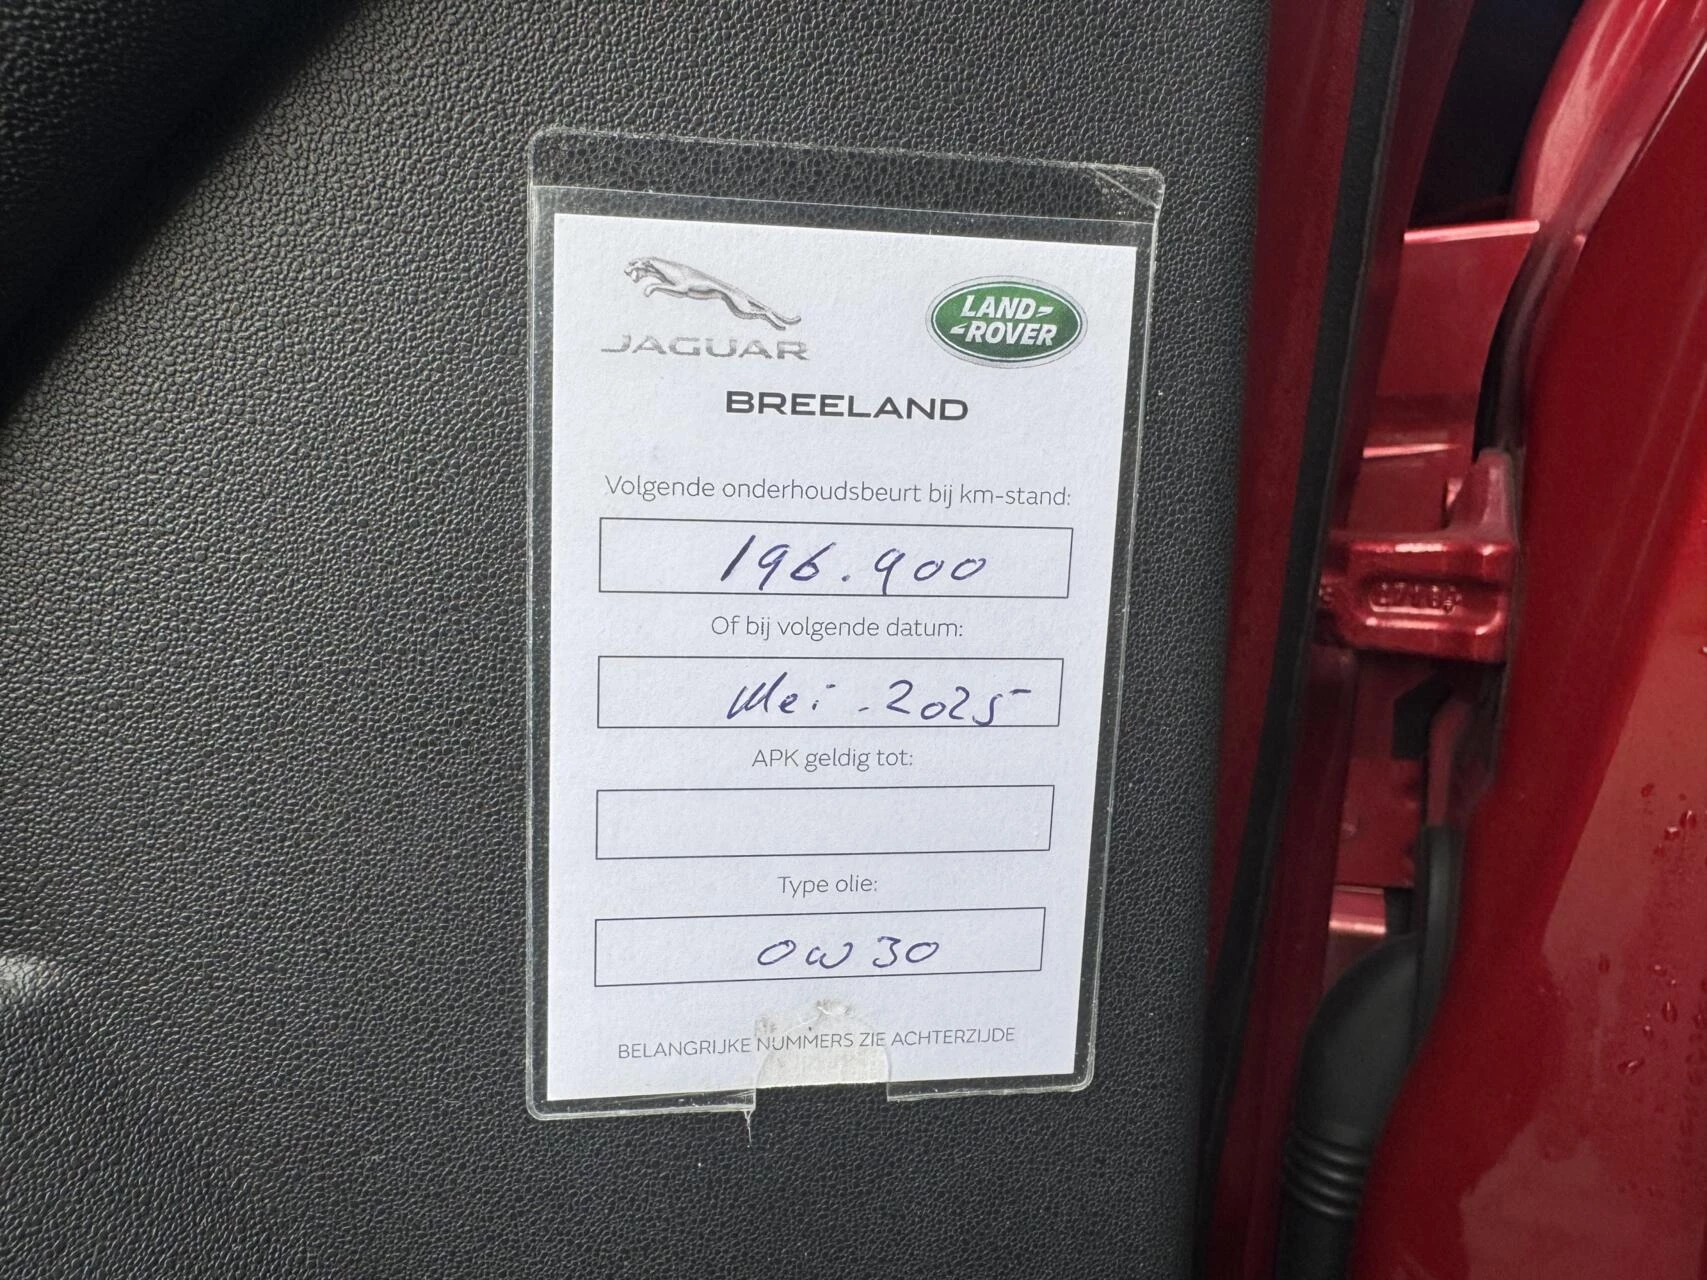 JAGUAR
LAND-
-ROVER
BREELAND
Volgende onderhoudsbeurt bij km-stand:
196.900
Of bij volgende datum:
Mei - 2025
APK geldig tot:
Type olie:
0W30
BELANGRIJKE NUMMERS ZIE ACHTERZIJDE